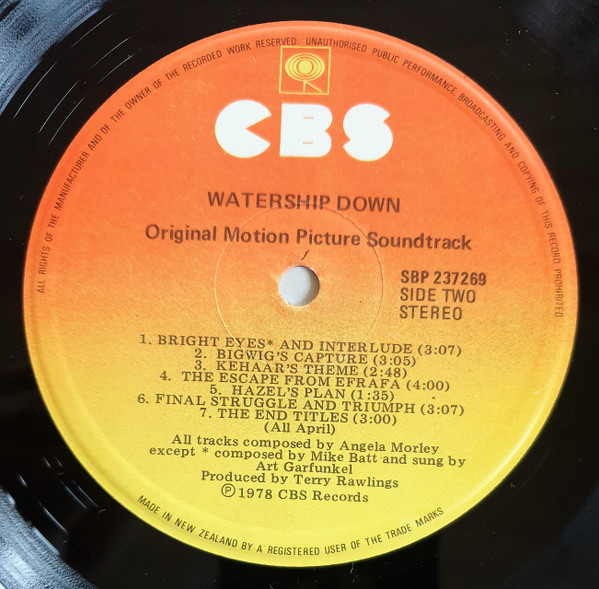 ALL RIGHTS OF THE MANUFACTURER AND OF THE OWNER OF THE RECORDED WORK RESERVED. UNAUTHORISED PUBLIC PERFORMANCE, BROADCASTING AND COPYING OF THIS RECORD PROHIBITED
CBS
WATERSHIP DOWN
Original Motion Picture Soundtrack
SBP 237269
SIDE TWO
STEREO
1. BRIGHT EYES* AND INTERLUDE (3:07)
2. BIGWIG'S CAPTURE (3:05)
3. KEHAAR'S THEME (2:48)
4. THE ESCAPE FROM EFRAFA (4:00)
5. HAZEL'S PLAN (1:35)
6. FINAL STRUGGLE AND TRIUMPH (3:07)
7. THE END TITLES (3:00)
(All April)
All tracks composed by Angela Morley
except * composed by Mike Batt and sung by
Art Garfunkel
Produced by Terry Rawlings
℗ 1978 CBS Records
MADE IN NEW ZEALAND BY A REGISTERED USER OF THE TRADE MARKS